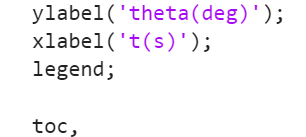 ylabel('theta(deg)');
xlabel('t(s)');
legend;
toc,